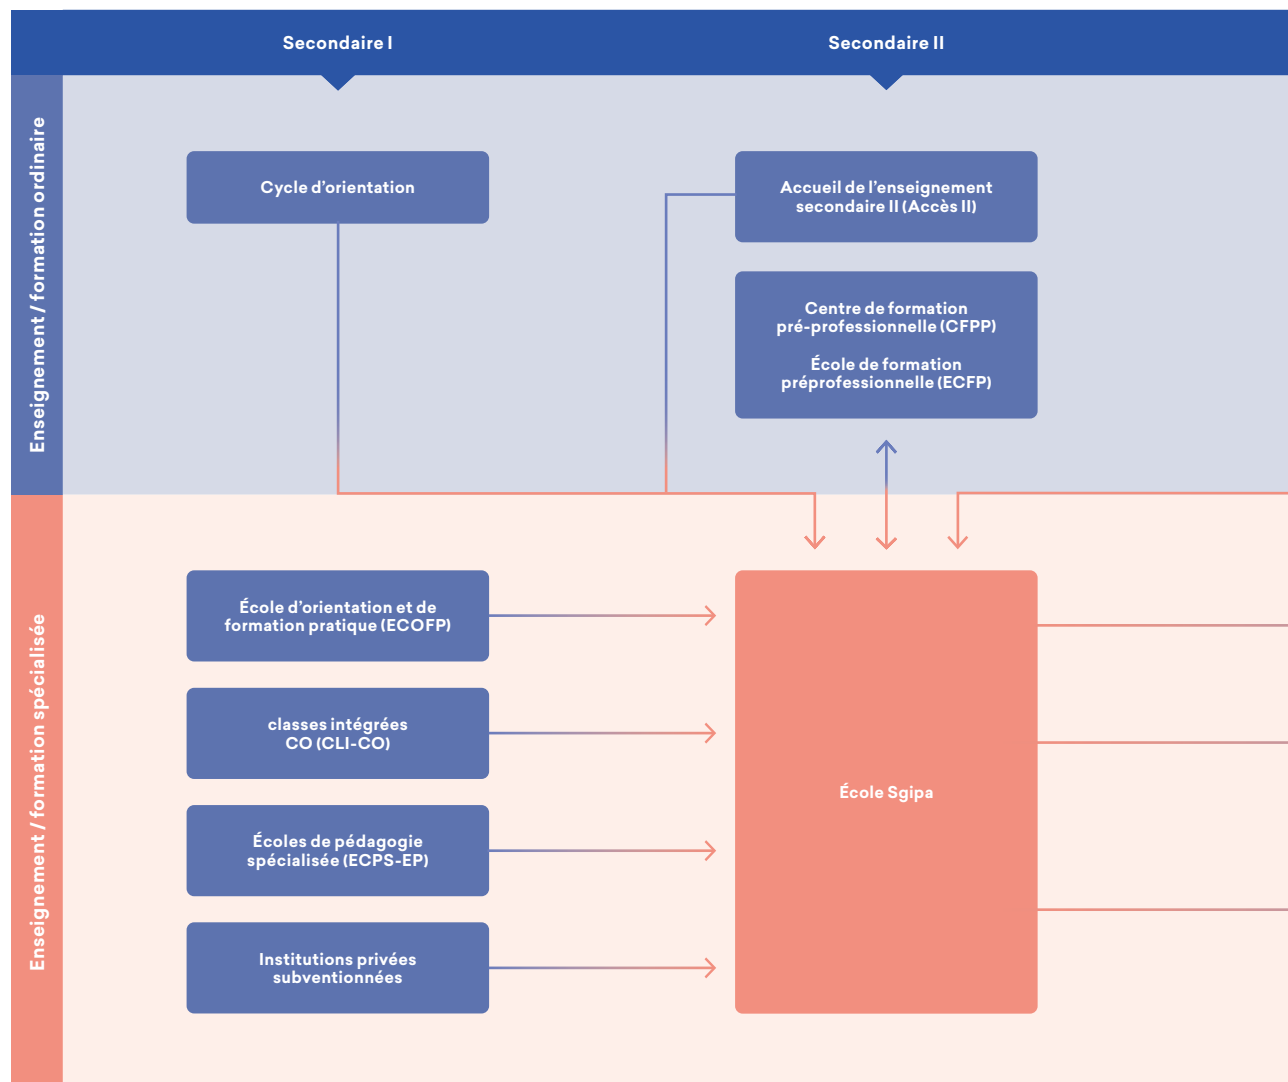 Secondaire I
Secondaire II
Enseignement / formation ordinaire
Cycle d'orientation
Accueil de l'enseignement
secondaire II (Accès II)
Centre de formation
pré-professionnelle (CFPP)
École de formation
préprofessionnelle (ECFP)
Enseignement / formation spécialisée
École d'orientation et de
formation pratique (ECOFP)
classes intégrées
CO (CLI-CO)
Écoles de pédagogie
spécialisée (ECPS-EP)
Institutions privées
subventionnées
École Sgipa